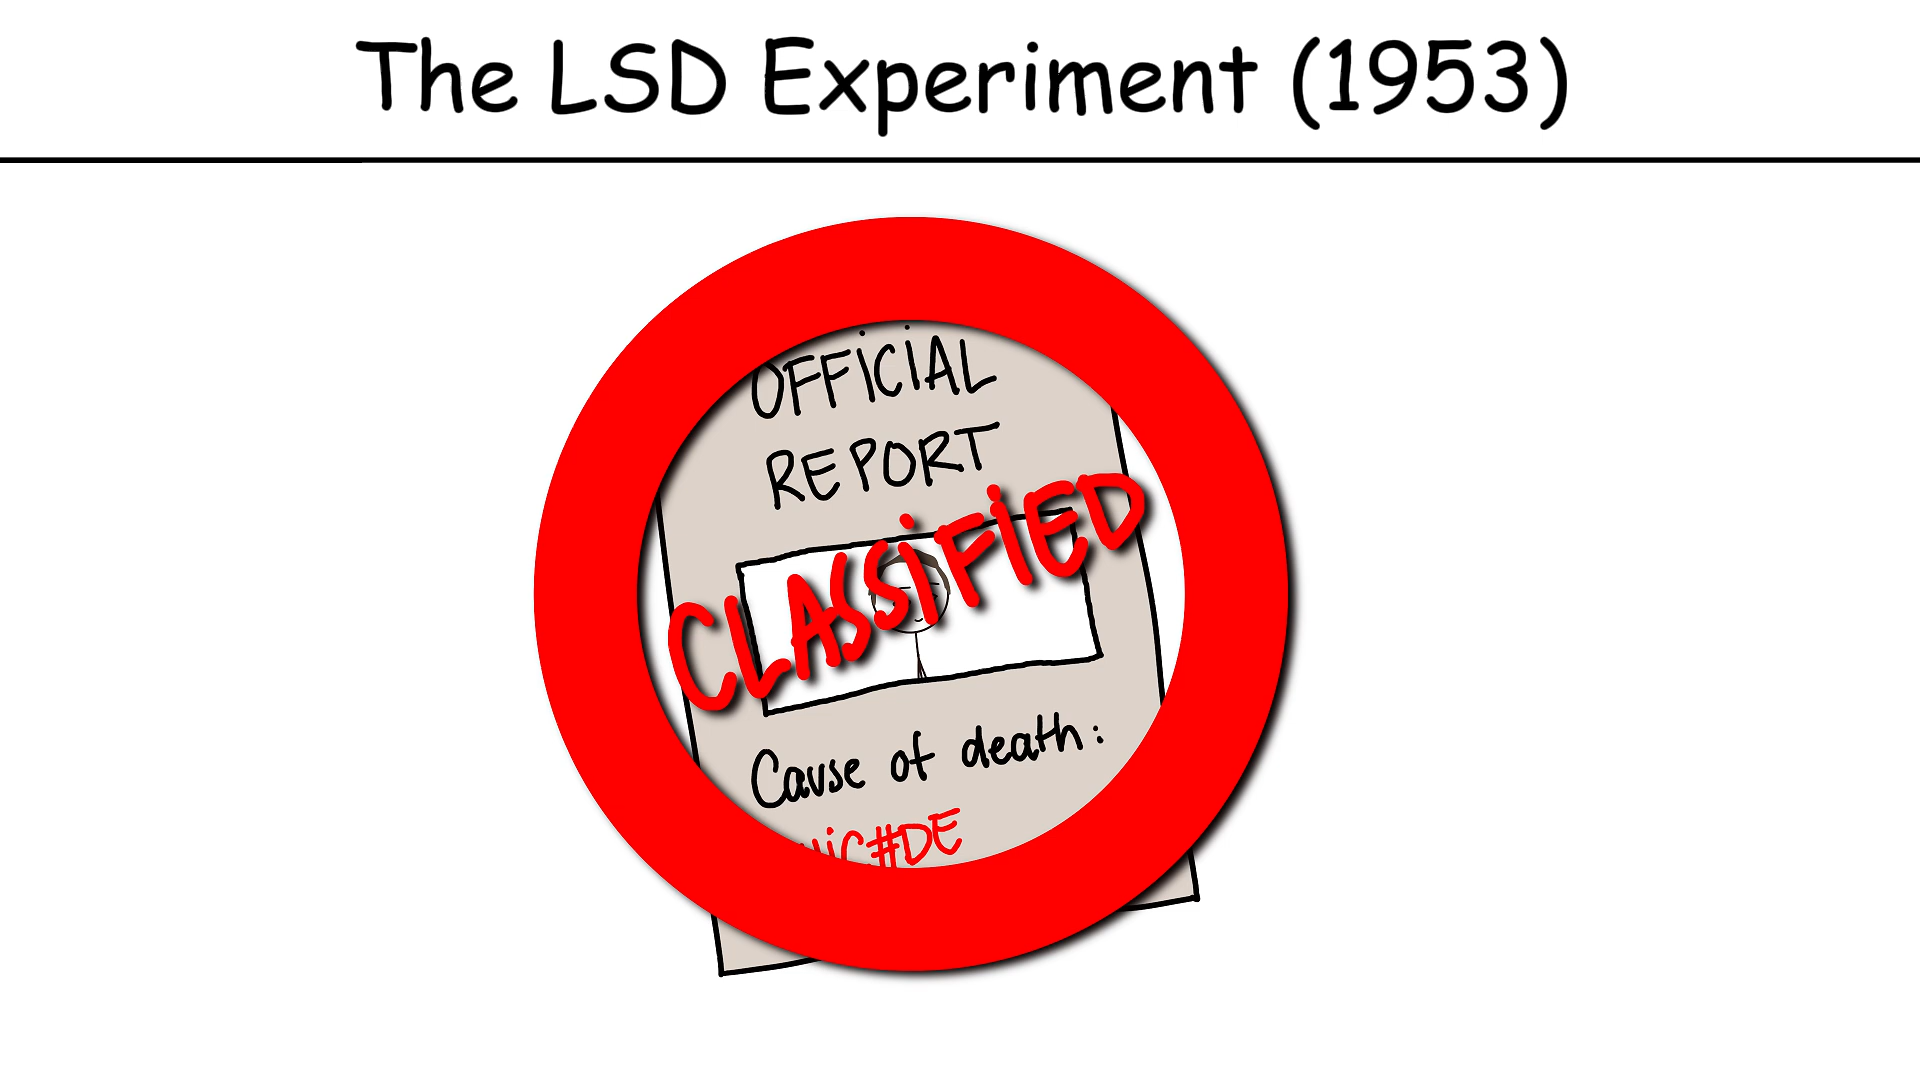 The LSD Experiment (1953)
OFFICIAL
REPORT
CLASSIFIED
Cause of death: